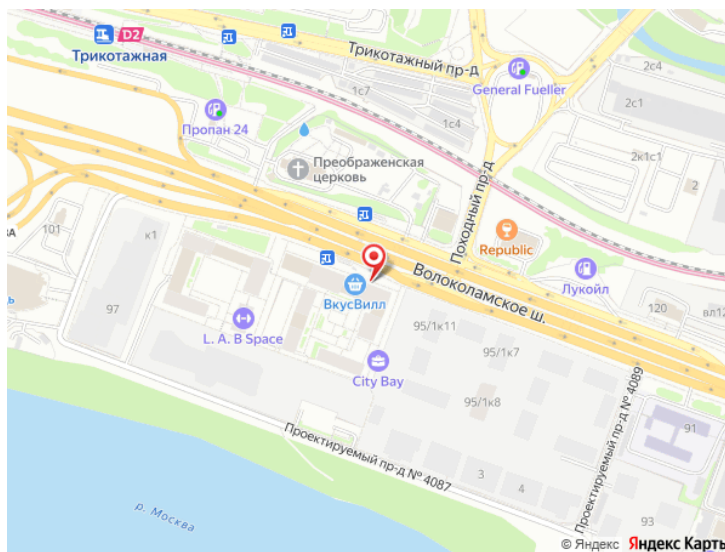 D2
Трикотажная
Трикотажный пр-д
General Fueller
2с4
2с1
1с7
1с4
Пропан 24
Преображенская
церковь
2к1с1
2
Походный пр-д
Republic
101
к1
Лукойл
Волоколамское ш.
ВкусВилл
97
120
вл12
L. A. B Space
95/1к11
95/1к7
City Bay
95/1к8
Проектируемый пр-д № 4089
91
Проектируемый пр-д № 4087
3
4
93
р. Москва
© Яндекс Яндекс Карты